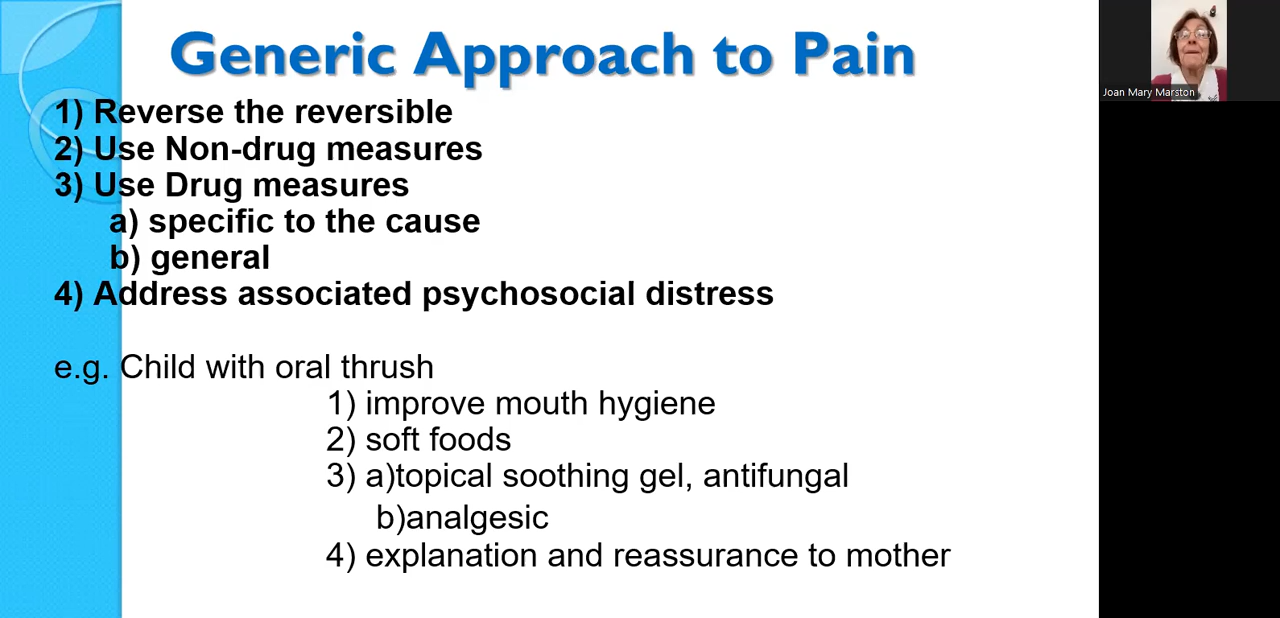 Generic Approach to Pain
1) Reverse the reversible
2) Use Non-drug measures
3) Use Drug measures
a) specific to the cause
b) general
4) Address associated psychosocial distress
e.g. Child with oral thrush
1) improve mouth hygiene
2) soft foods
3) a)topical soothing gel, antifungal
b)analgesic
4) explanation and reassurance to mother
Joan Mary Marston